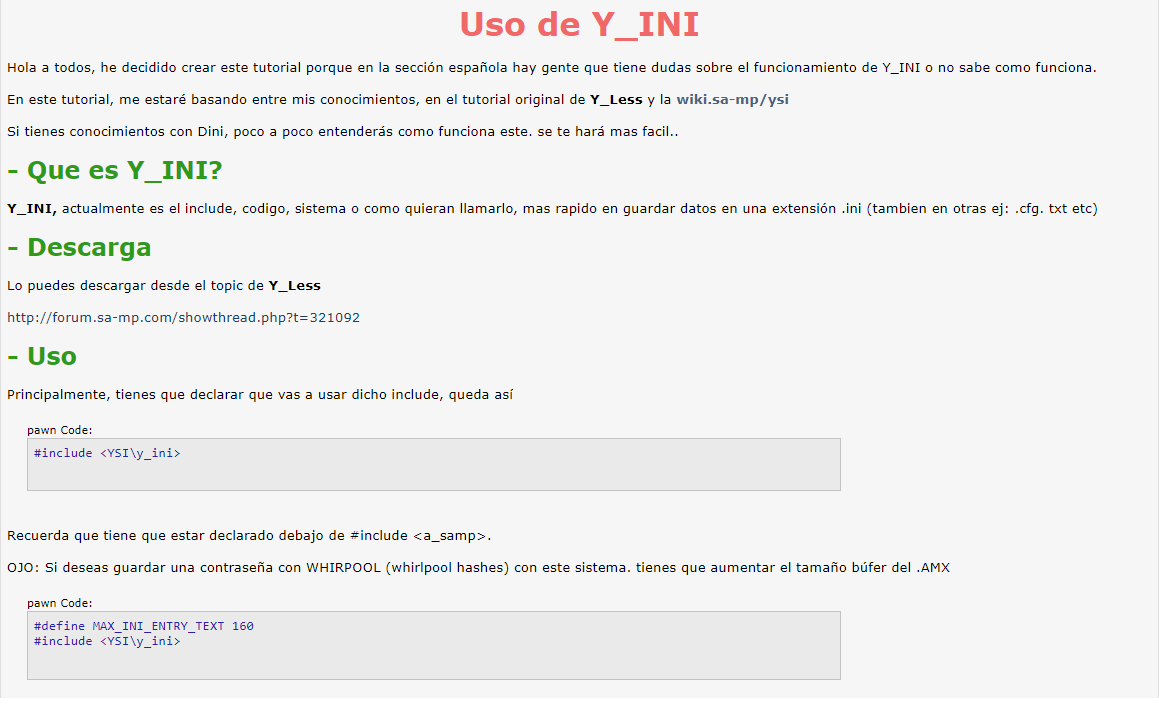 Uso de Y_INI
Hola a todos, he decidido crear este tutorial porque en la sección española hay gente que tiene dudas sobre el funcionamiento de Y_INI o no sabe como funciona.
En este tutorial, me estaré basando entre mis conocimientos, en el tutorial original de Y_Less y la wiki.sa-mp/ysi
Si tienes conocimientos con Dini, poco a poco entenderás como funciona este. se te hará mas facil..
- Que es Y_INI?
Y_INI, actualmente es el include, codigo, sistema o como quieran llamarlo, mas rapido en guardar datos en una extensión .ini (tambien en otras ej: .cfg. txt etc)
- Descarga
Lo puedes descargar desde el topic de Y_Less
http://forum.sa-mp.com/showthread.php?t=321092
- Uso
Principalmente, tienes que declarar que vas a usar dicho include, queda así
pawn Code:
#include <YSI\y_ini>
Recuerda que tiene que estar declarado debajo de #include <a_samp>.
OJO: Si deseas guardar una contraseña con WHIRPOOL (whirlpool hashes) con este sistema. tienes que aumentar el tamaño búfer del .AMX
pawn Code:
#define MAX_INI_ENTRY_TEXT 160
#include <YSI\y_ini>